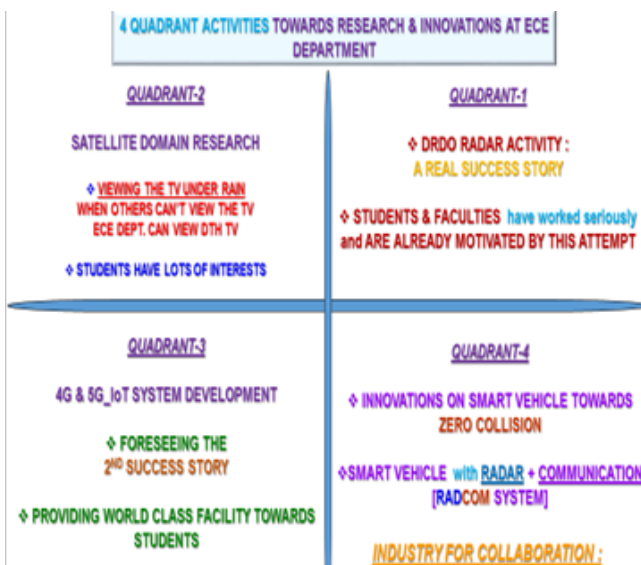 4 QUADRANT ACTIVITIES TOWARDS RESEARCH & INNOVATIONS AT ECE
DEPARTMENT
QUADRANT-2
SATELLITE DOMAIN RESEARCH
❖ VIEWING THE TV UNDER RAIN
WHEN OTHERS CAN'T VIEW THE TV
ECE DEPT. CAN VIEW DTH TV
❖ STUDENTS HAVE LOTS OF INTERESTS
QUADRANT-1
❖ DRDO RADAR ACTIVITY :
A REAL SUCCESS STORY
❖ STUDENTS & FACULTIES have worked seriously
and ARE ALREADY MOTIVATED BY THIS ATTEMPT
QUADRANT-3
4G & 5G_IoT SYSTEM DEVELOPMENT
❖ FORESEEING THE
2ND SUCCESS STORY
❖ PROVIDING WORLD CLASS FACILITY TOWARDS
STUDENTS
QUADRANT-4
❖ INNOVATIONS ON SMART VEHICLE TOWARDS
ZERO COLLISION
❖SMART VEHICLE with RADAR + COMMUNICATION
[RADCOM SYSTEM]
INDUSTRY FOR COLLABORATION :